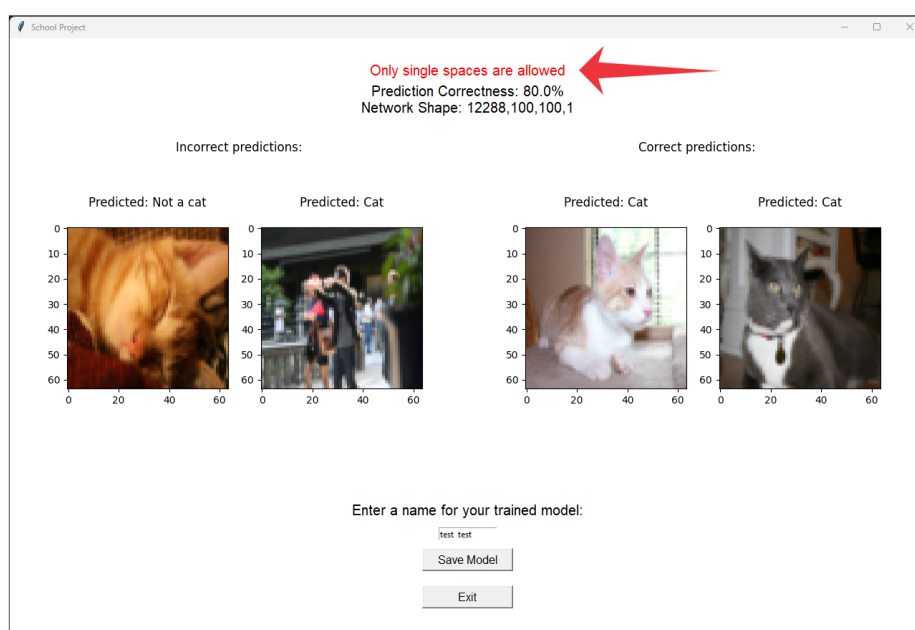 School Project
Only single spaces are allowed
Prediction Correctness: 80.0%
Network Shape: 12288,100,100,1
Incorrect predictions:
Correct predictions:
Predicted: Not a cat
Predicted: Cat
Predicted: Cat
Predicted: Cat
0
10
20
30
40
50
60
0 20 40 60
0
10
20
30
40
50
60
0 20 40 60
0
10
20
30
40
50
60
0 20 40 60
0
10
20
30
40
50
60
0 20 40 60
Enter a name for your trained model:
test  test
Save Model
Exit